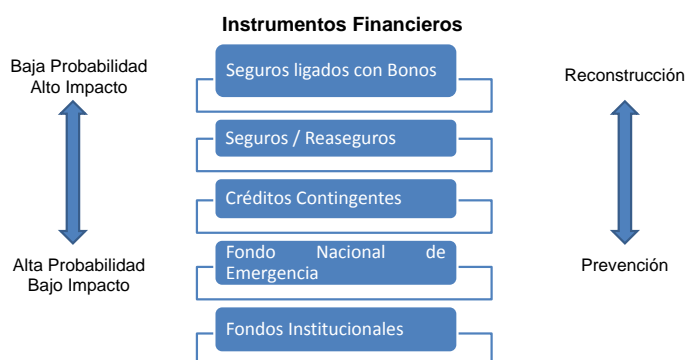 Instrumentos Financieros
Baja Probabilidad
Alto Impacto
Seguros ligados con Bonos
Reconstrucción
Seguros / Reaseguros
Créditos Contingentes
Fondo Nacional de
Emergencia
Alta Probabilidad
Bajo Impacto
Prevención
Fondos Institucionales